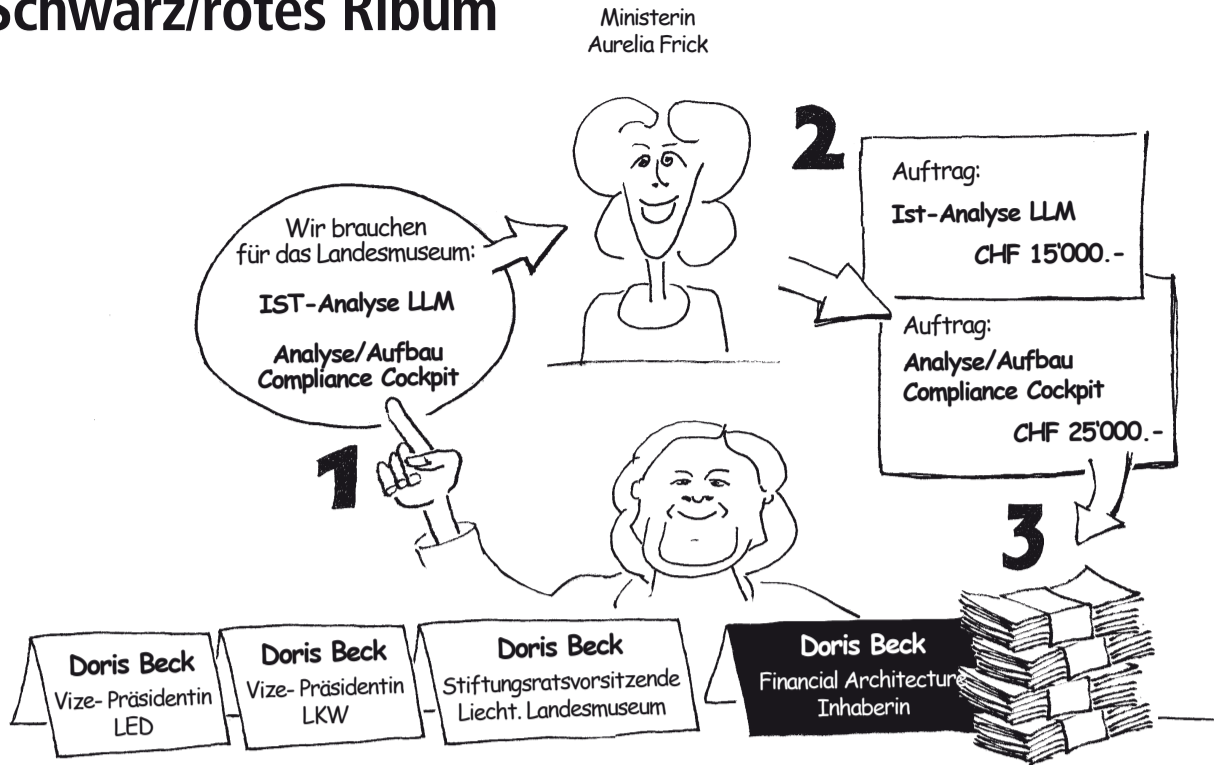 Schwarz/rotes Ribum
Ministerin
Aurelia Frick
1
Wir brauchen
für das Landesmuseum:
IST-Analyse LLM
Analyse/Aufbau
Compliance Cockpit
2
Auftrag:
Ist-Analyse LLM
CHF 15'000.-
Auftrag:
Analyse/Aufbau
Compliance Cockpit
CHF 25'000.-
3
Doris Beck
Vize- Präsidentin
LED
Doris Beck
Vize- Präsidentin
LKW
Doris Beck
Stiftungsratsvorsitzende
Liecht. Landesmuseum
Doris Beck
Financial Architecture
Inhaberin